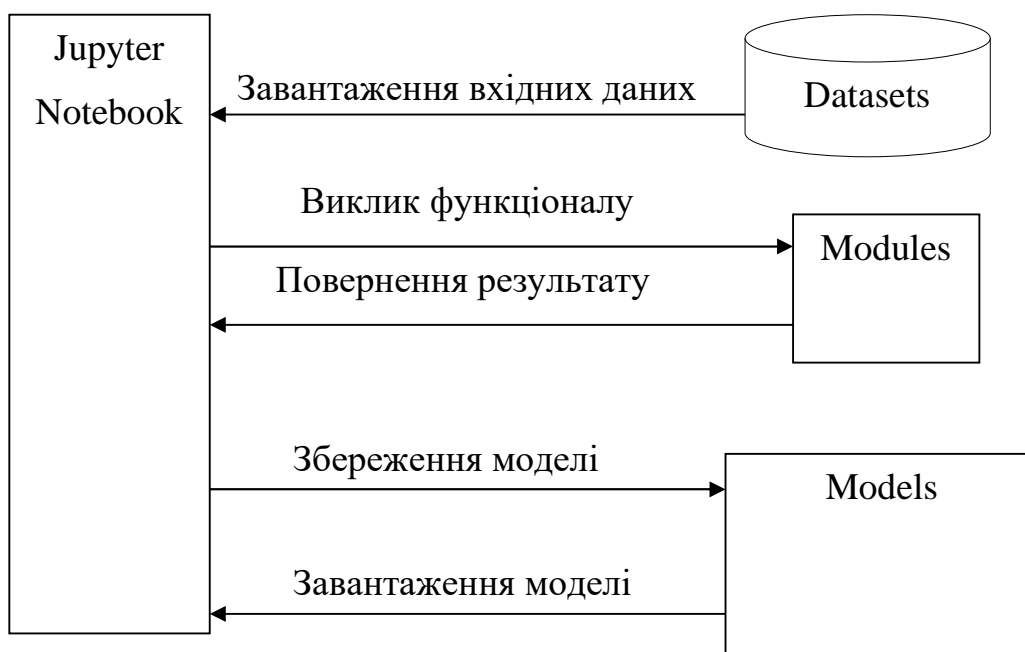 Jupyter
Notebook
Завантаження вхідних даних
Datasets
Виклик функціоналу
Modules
Повернення результату
Збереження моделі
Models
Завантаження моделі